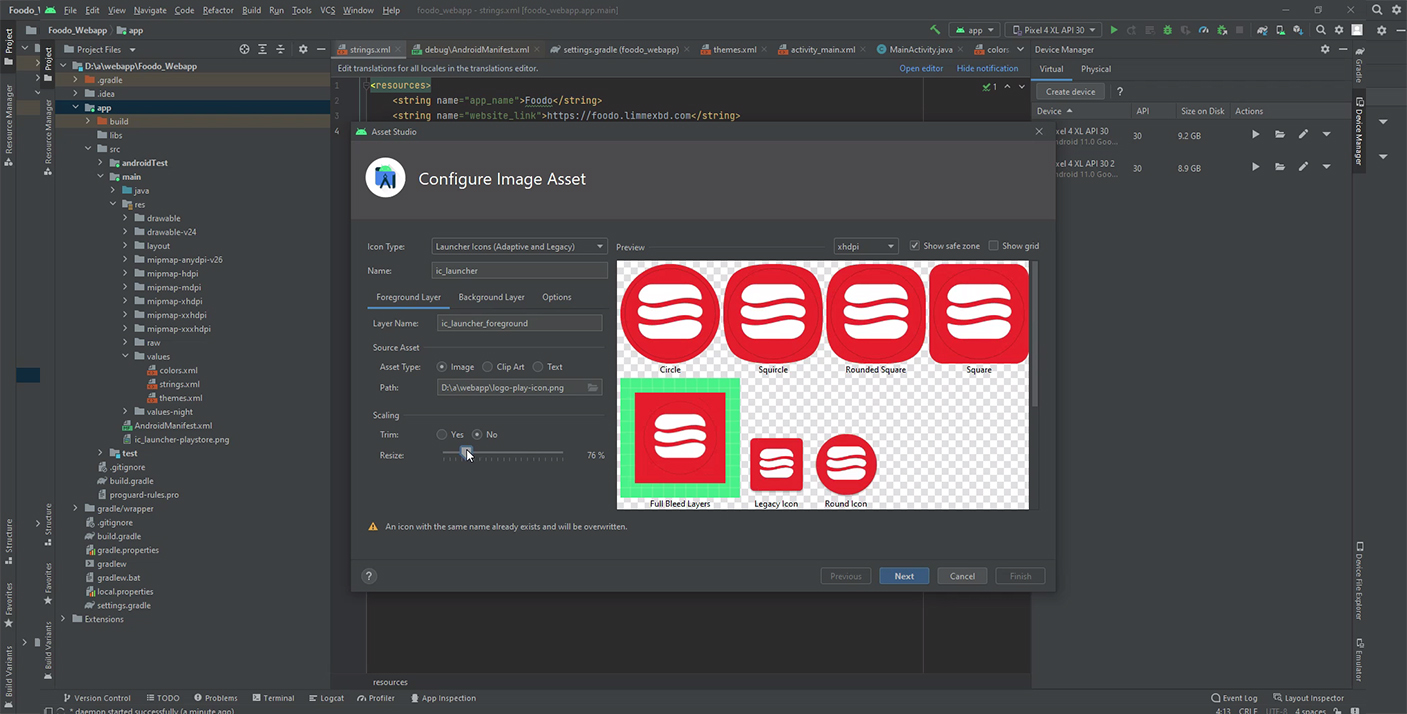 Foodo_\
File Edit View Navigate Code Refactor Build Run Tools VCS Window Help foodo_webapp - strings.xml [foodo_webapp.app.main]
Foodo_Webapp app
app Pixel 4 XL API 30
Project Files
strings.xml debug\AndroidManifest.xml settings.gradle (foodo_webapp) themes.xml activity_main.xml MainActivity.java colors
Device Manager
Edit translations for all locales in the translations editor. Open editor Hide notification
Virtual Physical
Create device ?
Device API Size on Disk Actions
xel 4 XL API 30
ndroid 11.0 Goo... 30 9.2 GB
xel 4 XL API 30 2
ndroid 11.0 Goo... 30 8.9 GB
1 <resources>
2 <string name="app_name">Foodo</string>
3 <string name="website_link">https://foodo.limmexbd.com</string>
4
1
D:\a\webapp\Foodo_Webapp
.gradle
.idea
app
build
libs
src
androidTest
main
java
res
drawable
drawable-v24
layout
mipmap-anydpi-v26
mipmap-hdpi
mipmap-mdpi
mipmap-xhdpi
mipmap-xxhdpi
mipmap-xxxhdpi
raw
values
colors.xml
strings.xml
themes.xml
values-night
AndroidManifest.xml
ic_launcher-playstore.png
test
.gitignore
build.gradle
proguard-rules.pro
gradle/wrapper
.gitignore
build.gradle
gradle.properties
gradlew
gradlew.bat
local.properties
settings.gradle
Extensions
Project
Resource Manager
Structure
Favorites
Build Variants
Project
Resource Manager
Structure
Favorites
Build Variants
Asset Studio
Configure Image Asset
Icon Type: Launcher Icons (Adaptive and Legacy)
Name: ic_launcher
Foreground Layer Background Layer Options
Layer Name: ic_launcher_foreground
Source Asset
Asset Type: Image Clip Art Text
Path: D:\a\webapp\logo-play-icon.png
Scaling
Trim: Yes No
Resize: 76 %
Preview xhdpi Show safe zone Show grid
Circle Squircle Rounded Square Square
Full Bleed Layers Legacy Icon Round Icon
An icon with the same name already exists and will be overwritten.
? Previous Next Cancel Finish
Gradle
Device Manager
Device File Explorer
Emulator
resources
Version Control TODO Problems Terminal Logcat Profiler App Inspection Event Log Layout Inspector
* daemon started successfully (a minute ago) 4:13 CRLF UTF-8 4 spaces